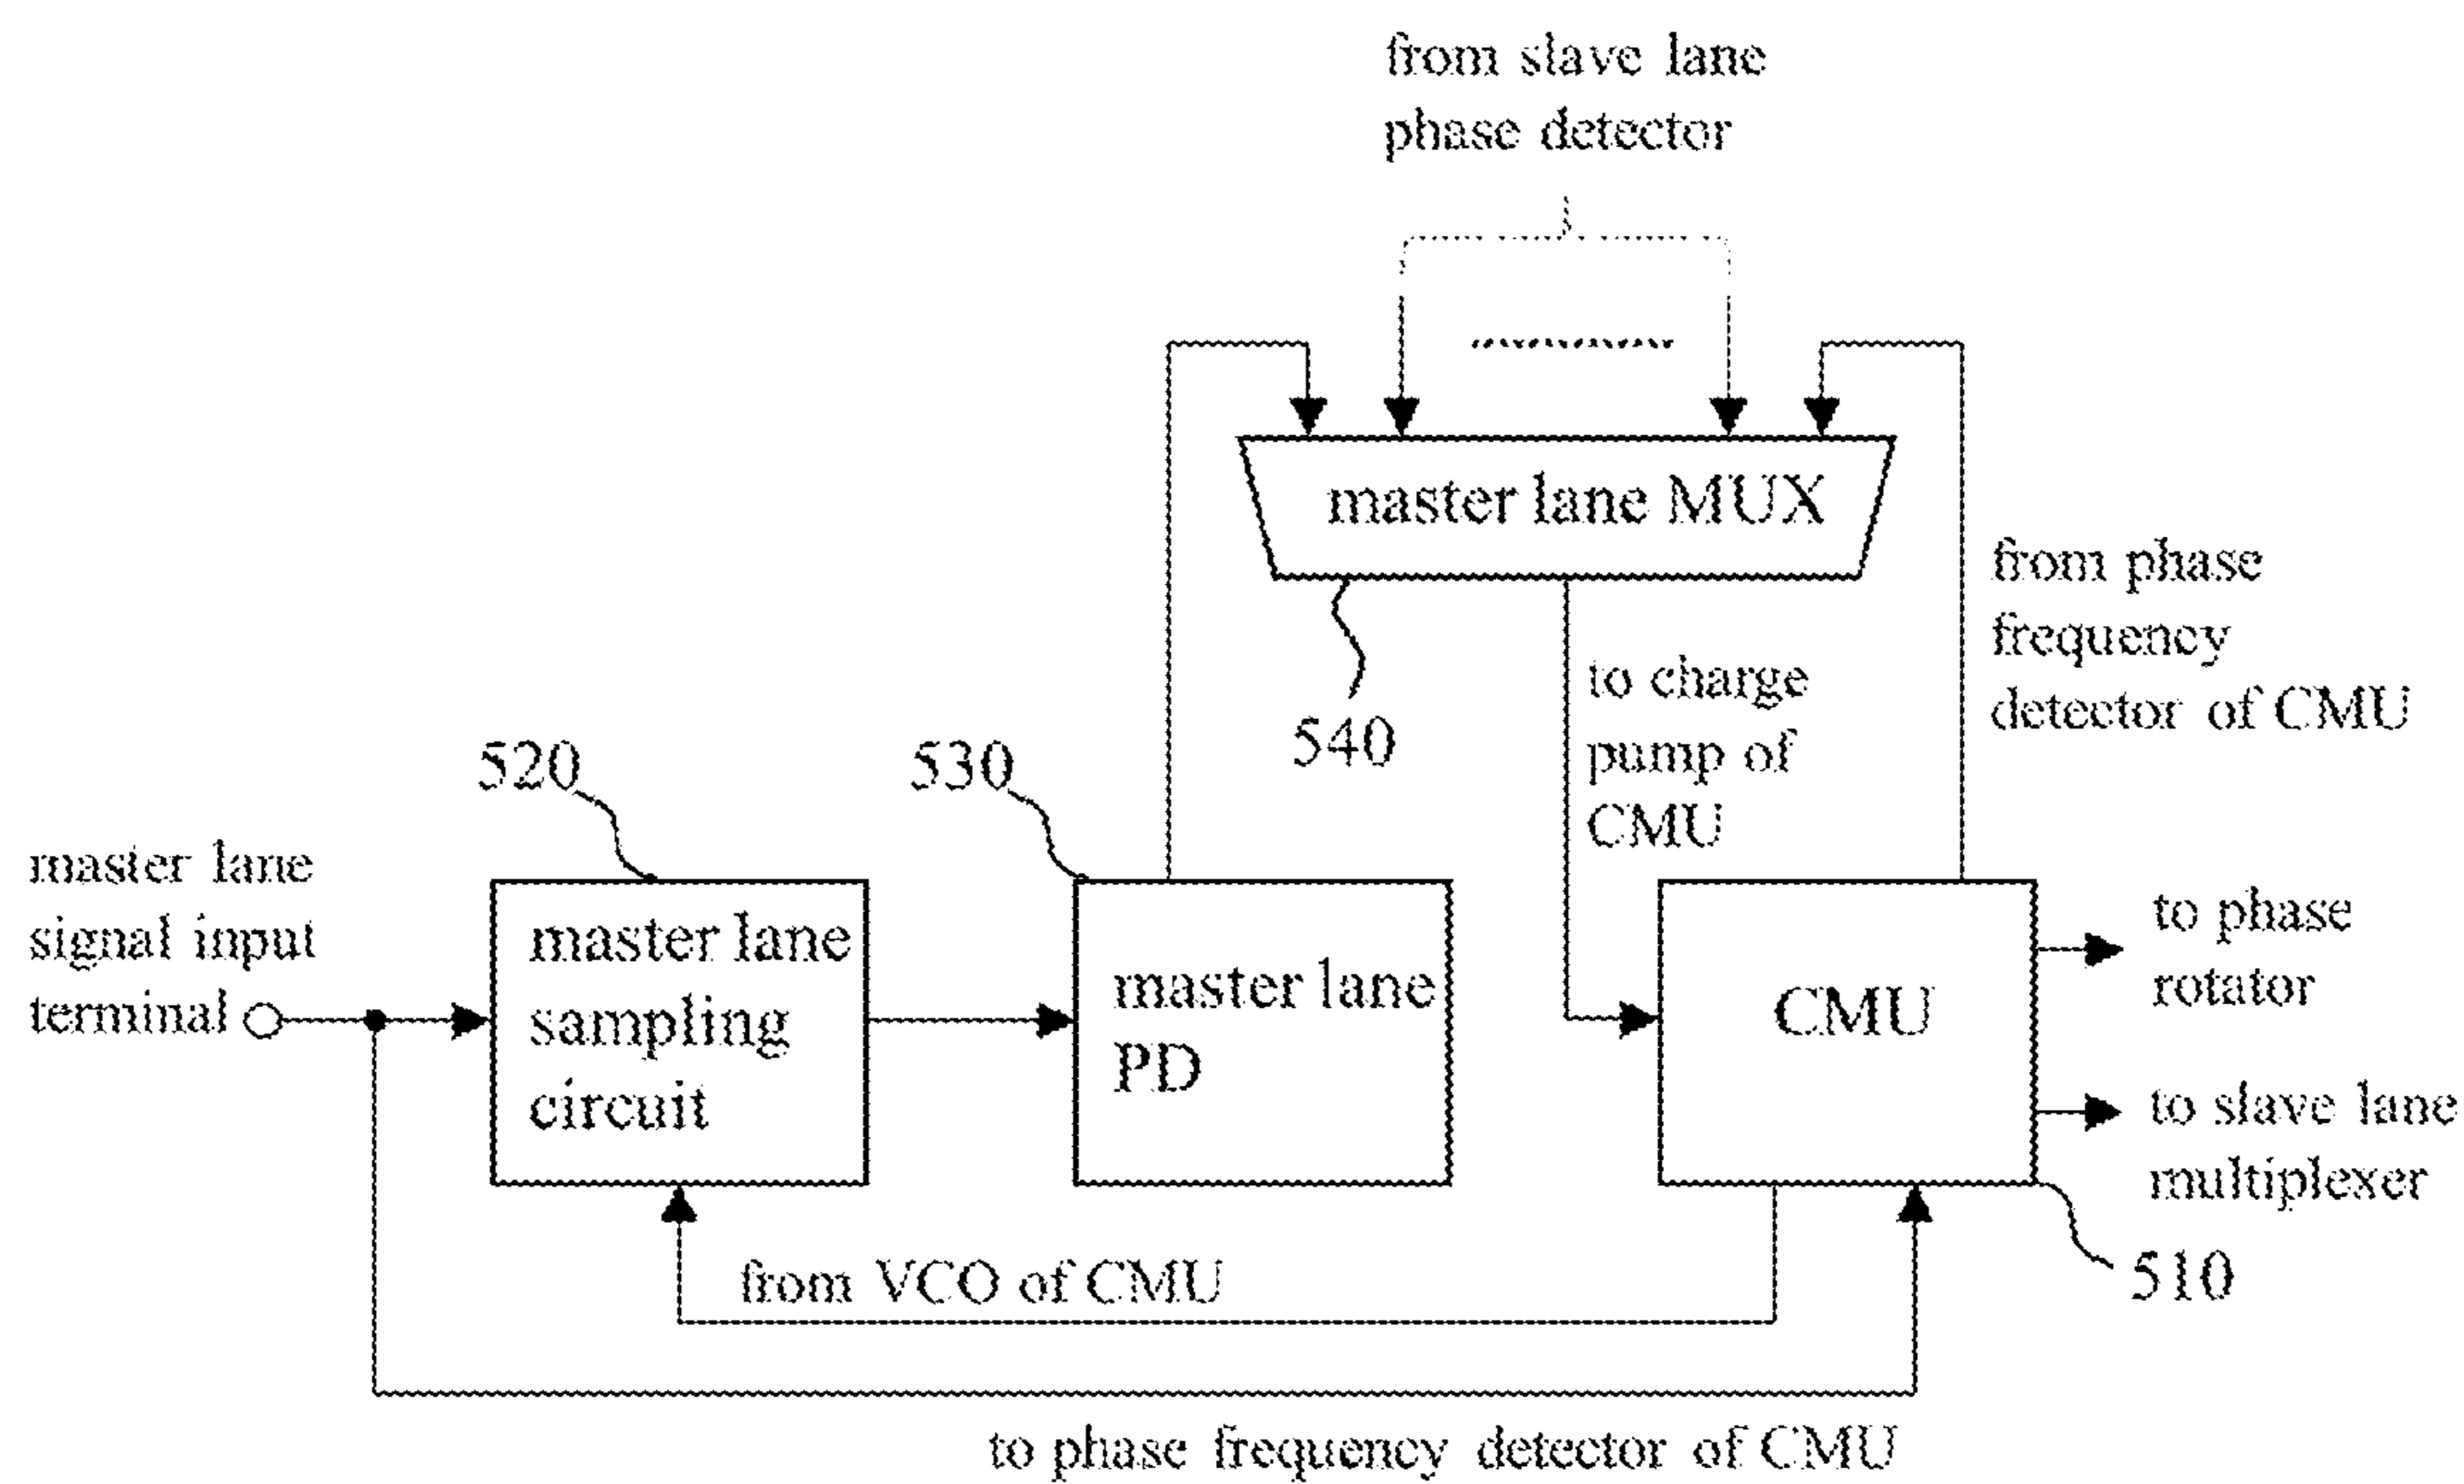 from slave lane
phase detector
master lane MUX
from phase
frequency
detector of CMU
to charge
pump of
CMU
540
520
530
master lane
signal input
terminal
master lane
sampling
circuit
master lane
PD
CMU
to phase
rotator
to slave lane
multiplexer
510
from VCO of CMU
to phase frequency detector of CMU